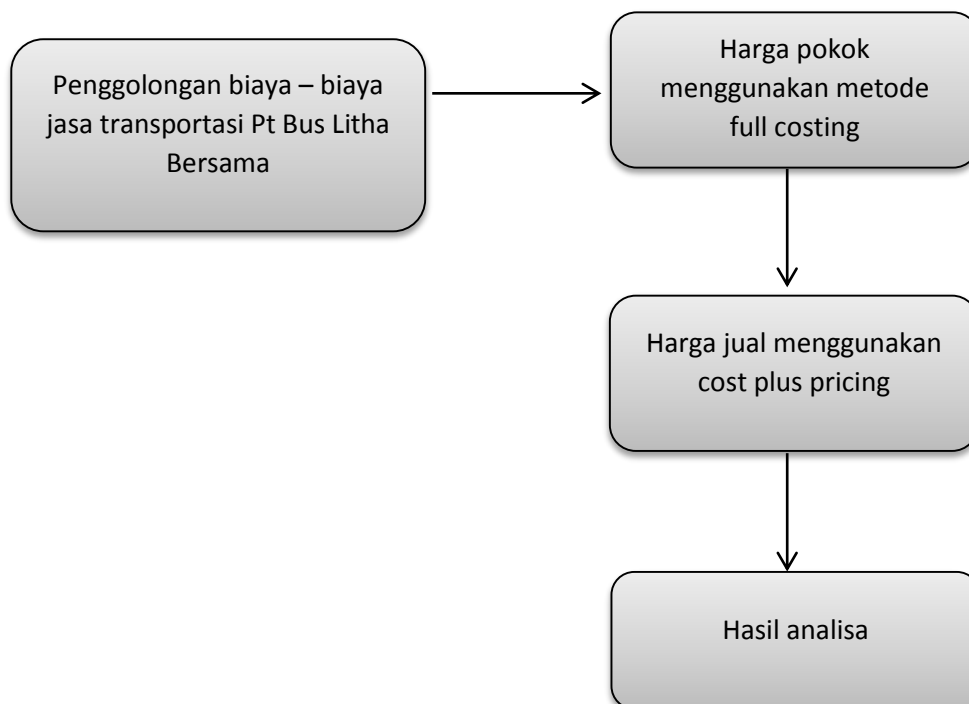 Penggolongan biaya – biaya
jasa transportasi Pt Bus Litha
Bersama
Harga pokok
menggunakan metode
full costing
Harga jual menggunakan
cost plus pricing
Hasil analisa